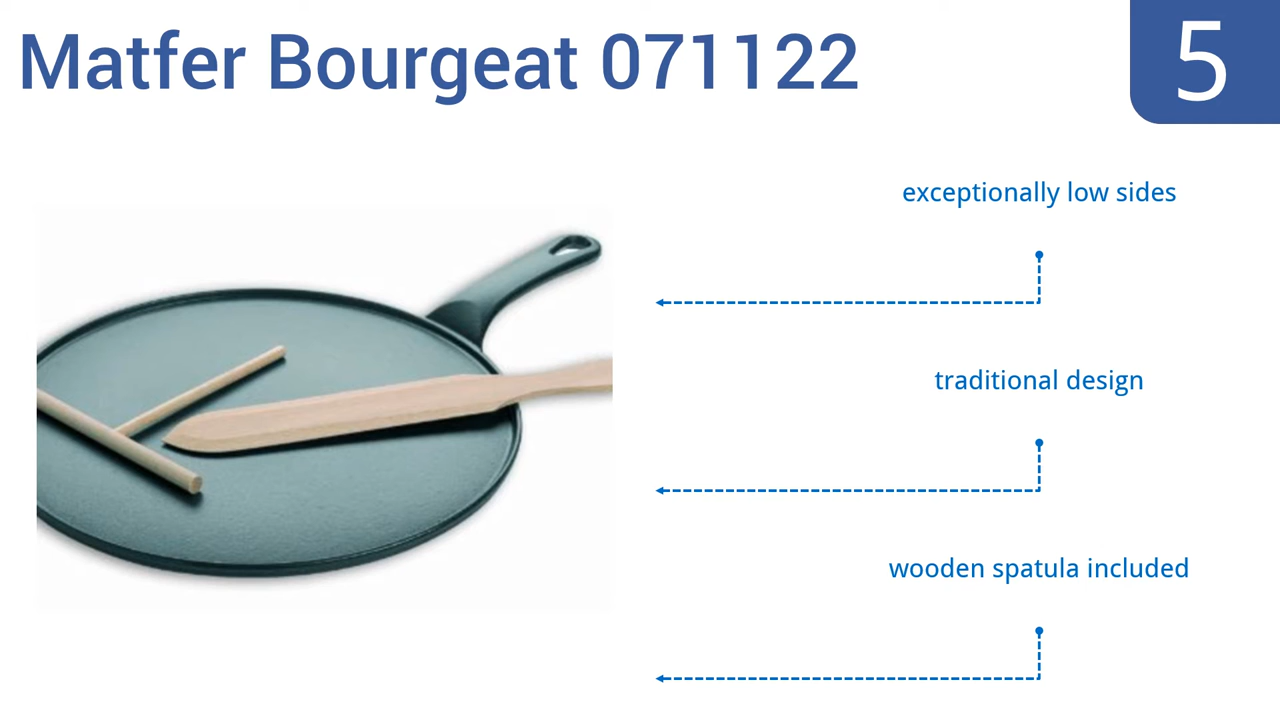 Matfer Bourgeat 071122
5
exceptionally low sides
traditional design
wooden spatula included